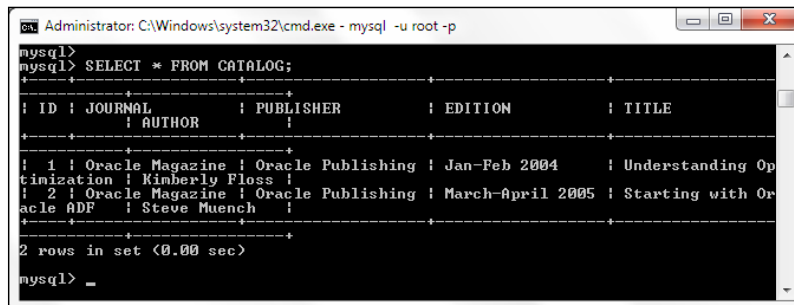 Administrator: C:\Windows\system32\cmd.exe - mysql -u root -p
mysql>
mysql> SELECT * FROM CATALOG;
+----+-----------------+-------------------+------------------+----------------
-----------+----------------+
| ID | JOURNAL | PUBLISHER | EDITION | TITLE
| AUTHOR |
+----+-----------------+-------------------+------------------+----------------
-----------+----------------+
| 1 | Oracle Magazine | Oracle Publishing | Jan-Feb 2004 | Understanding Op
timization | Kimberly Floss |
| 2 | Oracle Magazine | Oracle Publishing | March-April 2005 | Starting with Or
acle ADF | Steve Muench |
+----+-----------------+-------------------+------------------+----------------
-----------+----------------+
2 rows in set (0.00 sec)
mysql> _